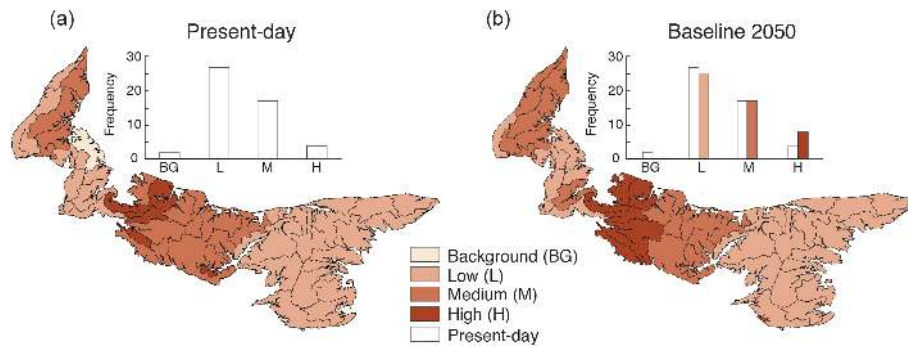 (a)
Present-day
30
20
10
0
Frequency
BG
L
M
H
(b)
Baseline 2050
30
20
10
0
Frequency
BG
L
M
H
Background (BG)
Low (L)
Medium (M)
High (H)
Present-day